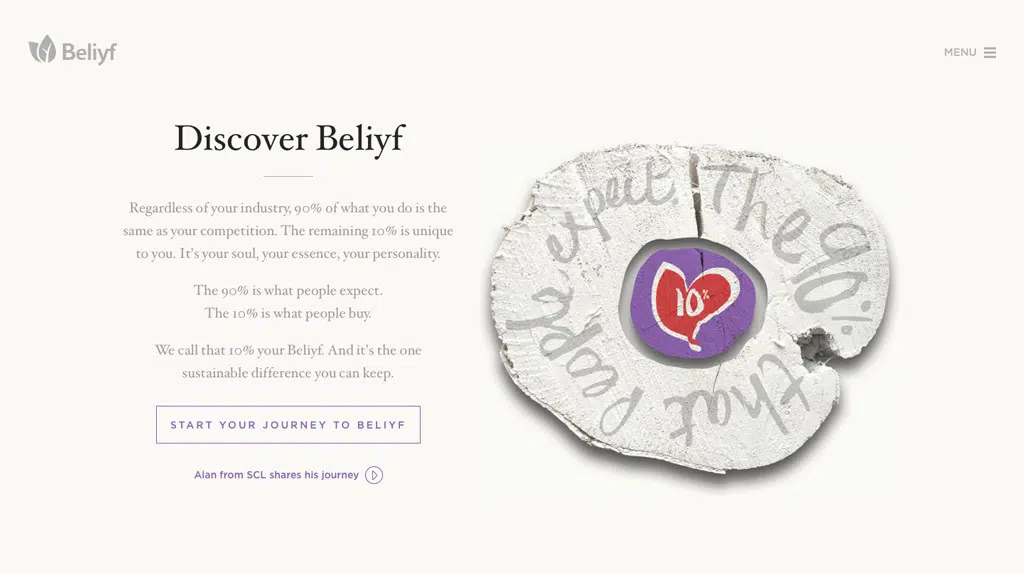 Beliyf
MENU
Discover Beliyf
Regardless of your industry, 90% of what you do is the
same as your competition. The remaining 10% is unique
to you. It's your soul, your essence, your personality.
The 90% is what people expect.
The 10% is what people buy.
We call that 10% your Beliyf. And it's the one
sustainable difference you can keep.
START YOUR JOURNEY TO BELIYF
Alan from SCL shares his journey
The 90% that people expect.
10%